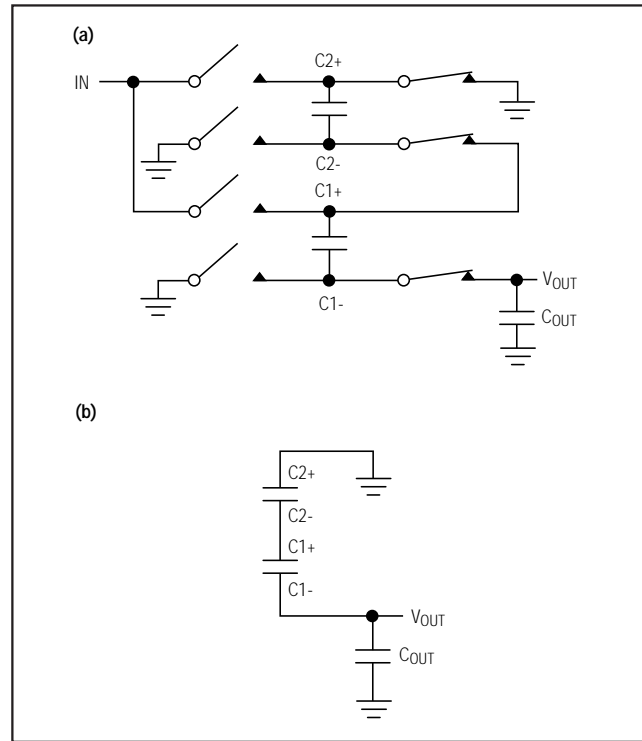 (a)
C2+
IN
C2-
C1+
C1-
VOUT
COUT
(b)
C2+
C2-
C1+
C1-
VOUT
COUT